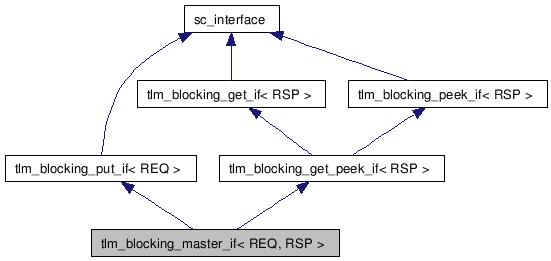 sc_interface
tlm_blocking_get_if< RSP >
tlm_blocking_peek_if< RSP >
tlm_blocking_put_if< REQ >
tlm_blocking_get_peek_if< RSP >
tlm_blocking_master_if< REQ, RSP >